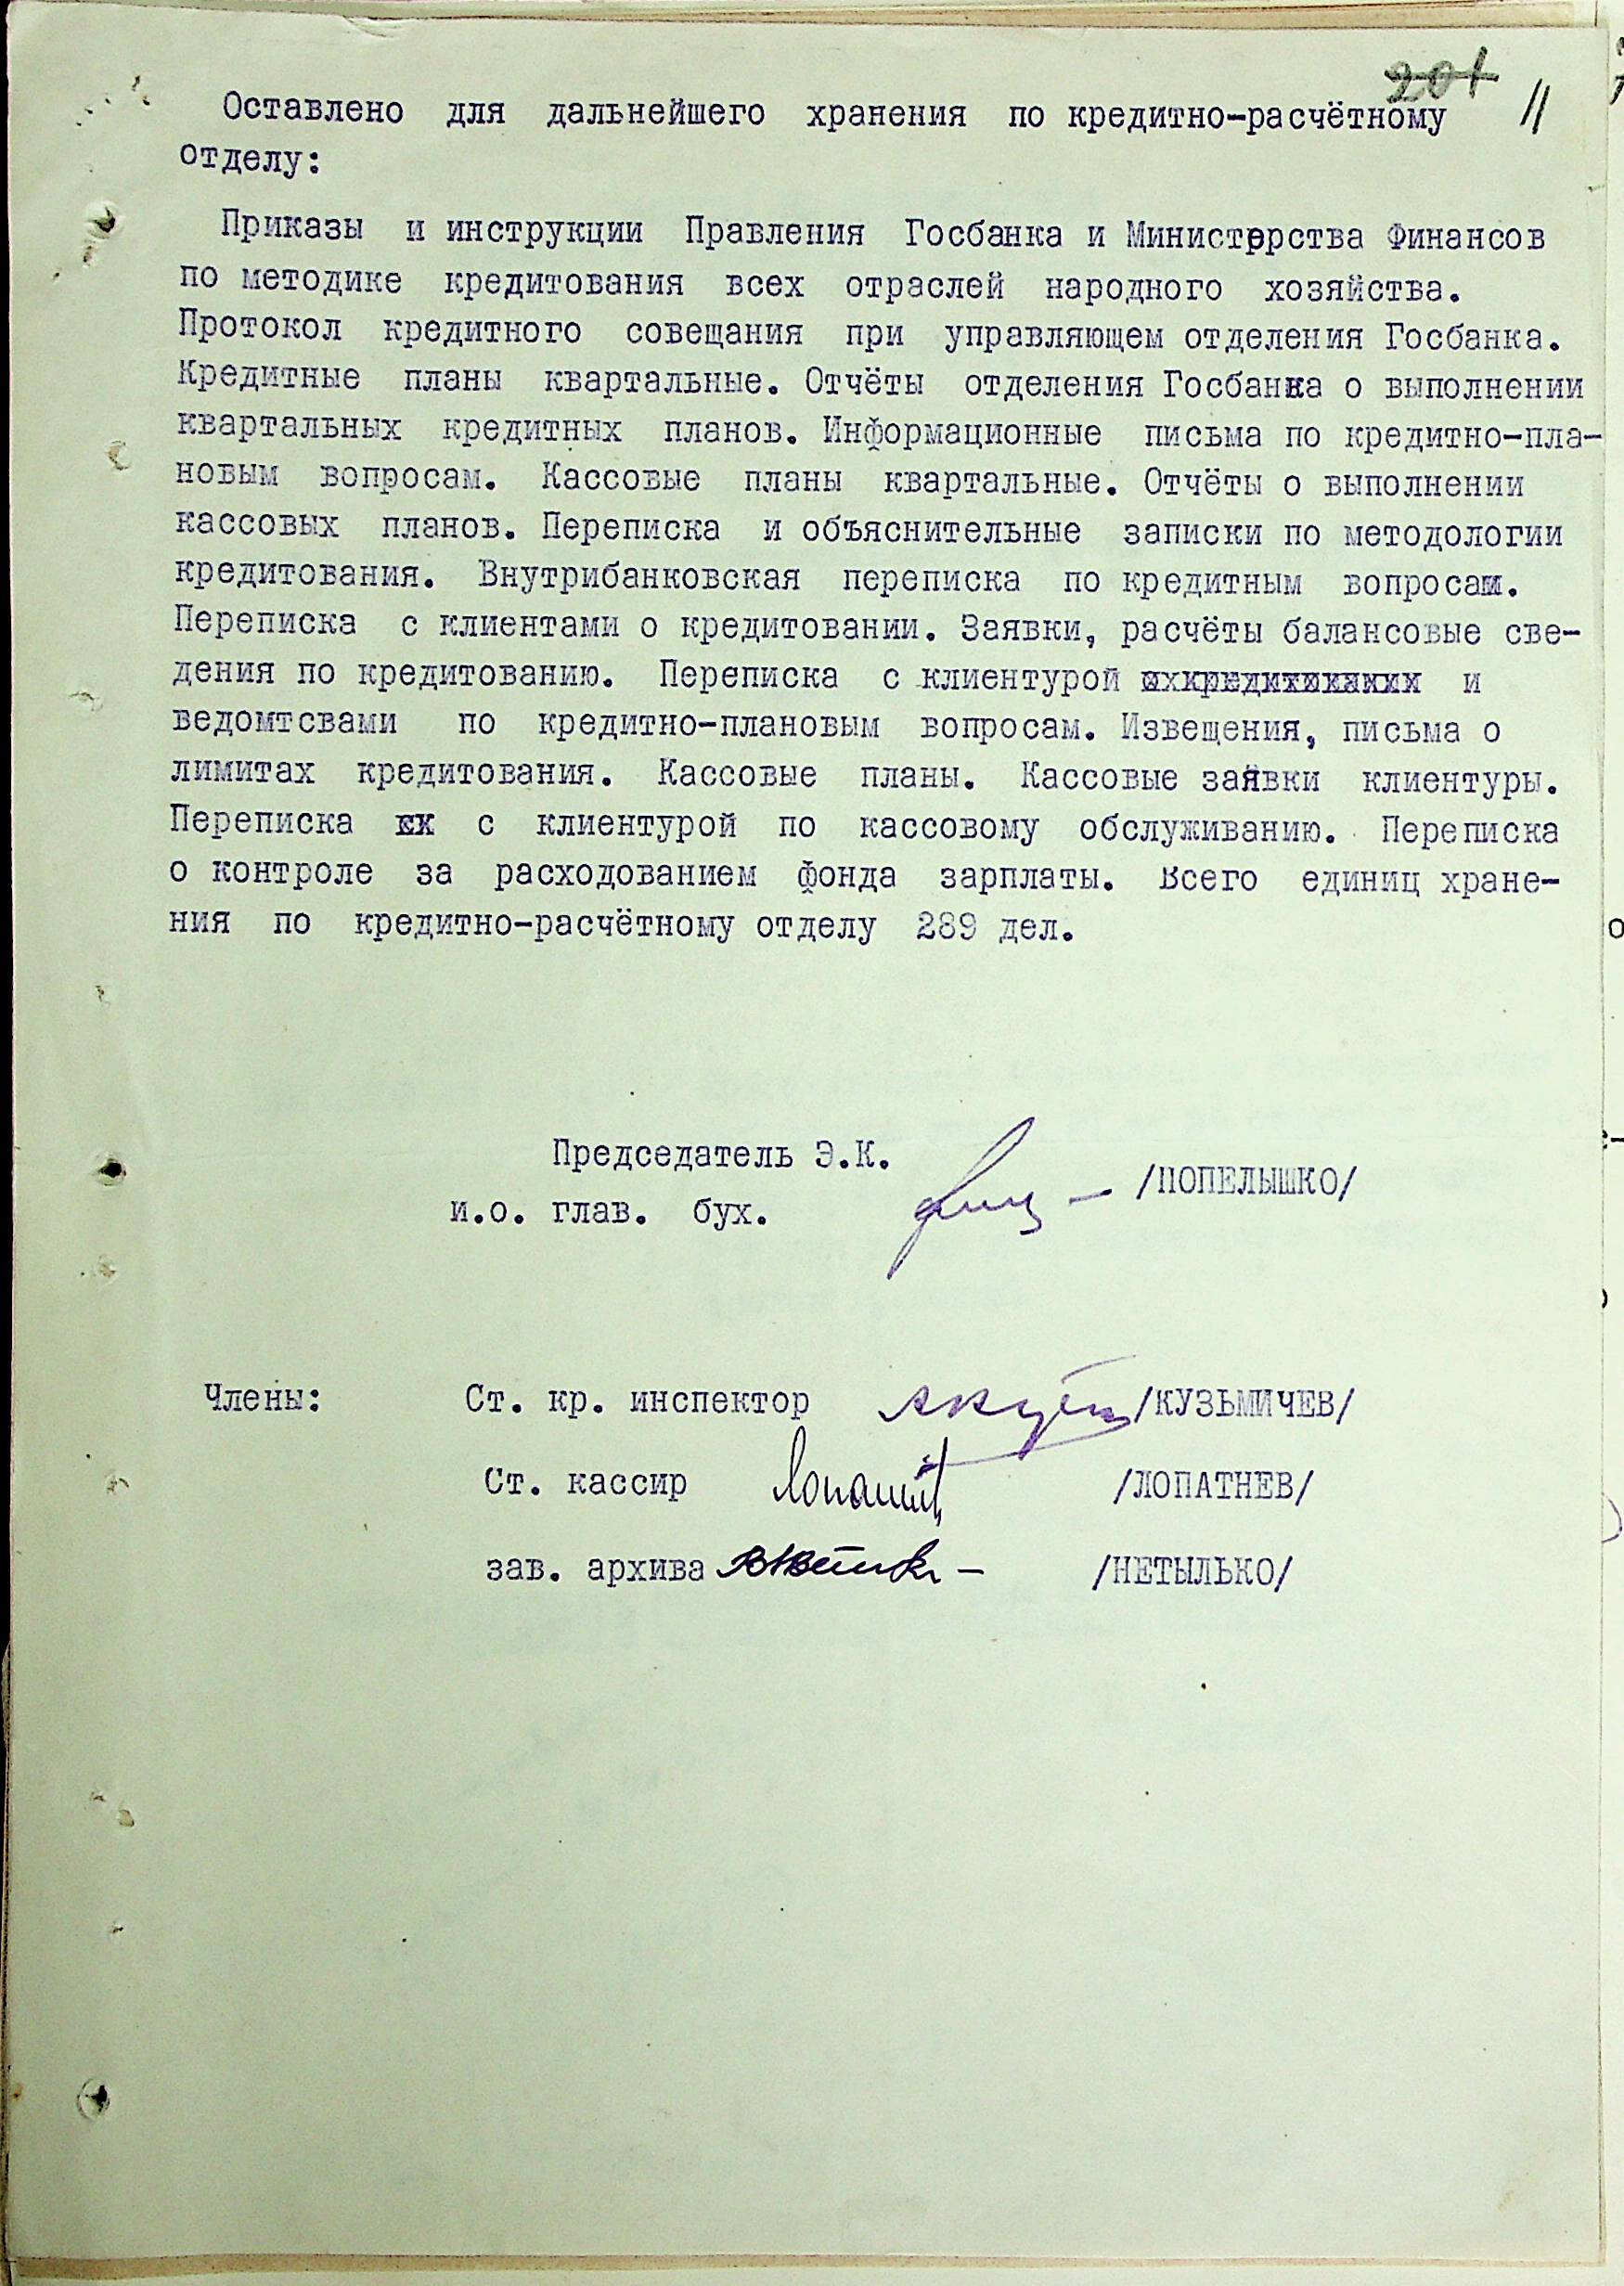 201
11
Оставлено для дальнейшего хранения по кредитно-расчётному
отделу:
Приказы и инструкции Правления Госбанка и Министерства Финансов
по методике кредитования всех отраслей народного хозяйства.
Протокол кредитного совещания при управляющем отделения Госбанка.
Кредитные планы квартальные. Отчёты отделения Госбанка о выполнении
квартальных кредитных планов. Информационные письма по кредитно-пла-
новым вопросам. Кассовые планы квартальные. Отчёты о выполнении
кассовых планов. Переписка и объяснительные записки по методологии
кредитования. Внутрибанковская переписка по кредитным вопросам.
Переписка с клиентами о кредитовании. Заявки, расчёты балансовые све-
дения по кредитованию. Переписка с клиентурой и
ведомтсвами по кредитно-плановым вопросам. Извещения, письма о
лимитах кредитования. Кассовые планы. Кассовые заявки клиентуры.
Переписка с клиентурой по кассовому обслуживанию. Переписка
о контроле за расходованием фонда зарплаты. Всего единиц хране-
ния по кредитно-расчётному отделу 289 дел.
Председатель Э.К.
и.о. глав. бух. /ПОПЕЛЫШКО/
Члены: Ст. кр. инспектор /КУЗЬМИЧЕВ/
Ст. кассир /ЛОПАТНЕВ/
зав. архива /НЕТЫЛЬКО/